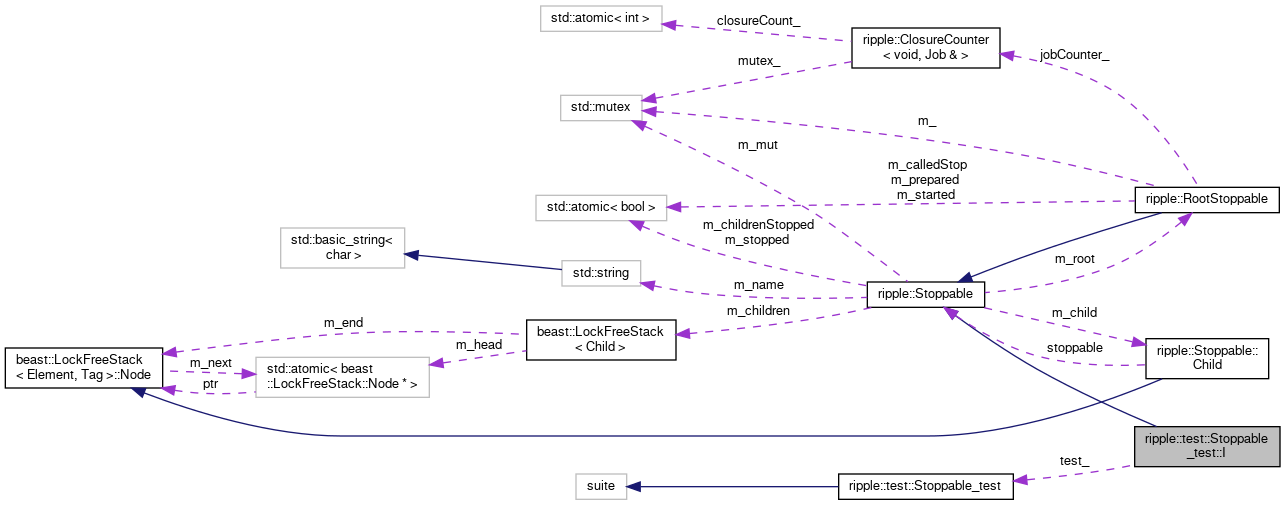 std::atomic< int >
closureCount_
ripple::ClosureCounter
< void, Job & >
jobCounter_
mutex_
std::mutex
m_
m_mut
m_calledStop
m_prepared
m_started
ripple::RootStoppable
std::atomic< bool >
m_childrenStopped
m_stopped
std::basic_string<
char >
std::string
m_name
m_root
ripple::Stoppable
m_children
m_child
m_end
beast::LockFreeStack
< Child >
m_head
stoppable
ripple::Stoppable::
Child
beast::LockFreeStack
< Element, Tag >::Node
m_next
ptr
std::atomic< beast
::LockFreeStack::Node * >
ripple::test::Stoppable
_test::I
test_
suite
ripple::test::Stoppable_test